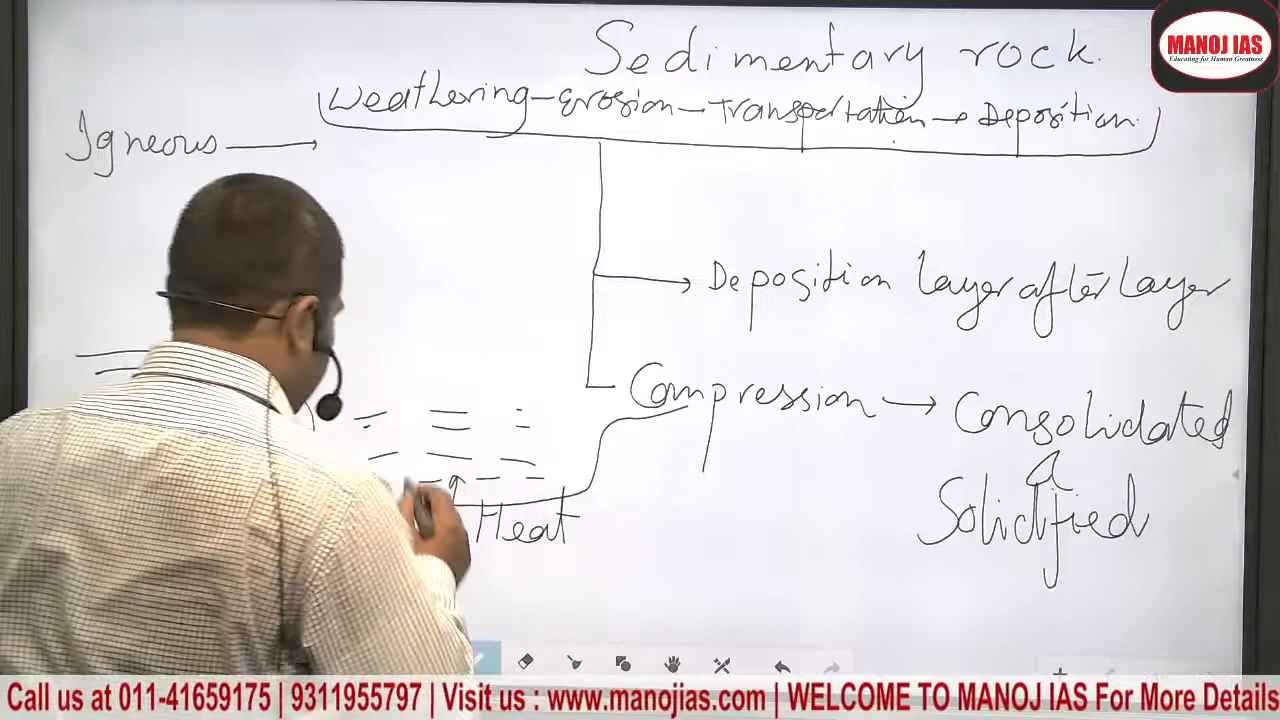 MANOJ IAS
Educating for Human Greatness
Sedimentary rock.
Weathering - Erosion - Transportation → Deposition.
Igneous →
→ Deposition layer after layer
Compression → Consolidated
Solidified
Heat
Call us at 011-41659175 | 9311955797 | Visit us : www.manojias.com | WELCOME TO MANOJ IAS For More Details